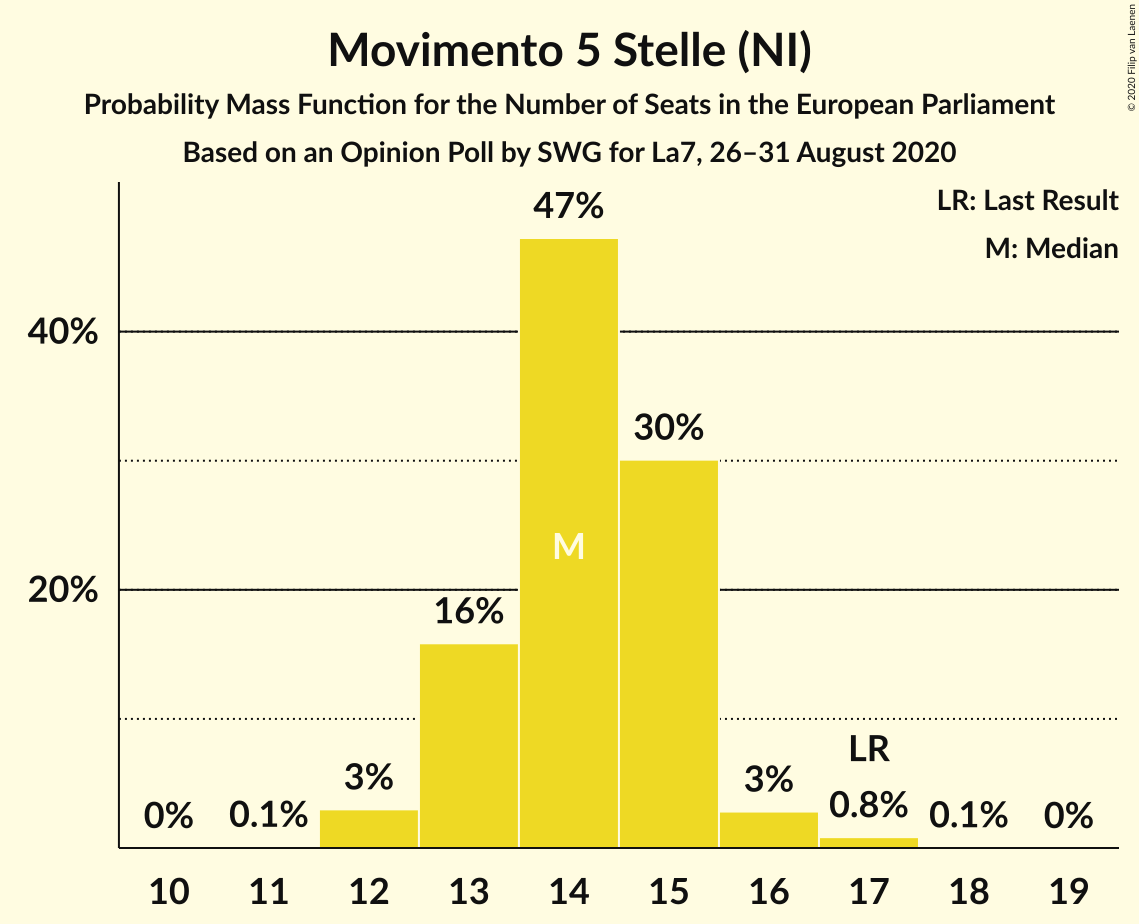 Movimento 5 Stelle (NI)
Probability Mass Function for the Number of Seats in the European Parliament
Based on an Opinion Poll by SWG for La7, 26–31 August 2020
© 2020 Filip van Laenen
LR: Last Result
M: Median
47%
40%
30%
M
20%
16%
LR
3%
3%
0.8%
0%
0.1%
0.1%
0%
10 11 12 13 14 15 16 17 18 19